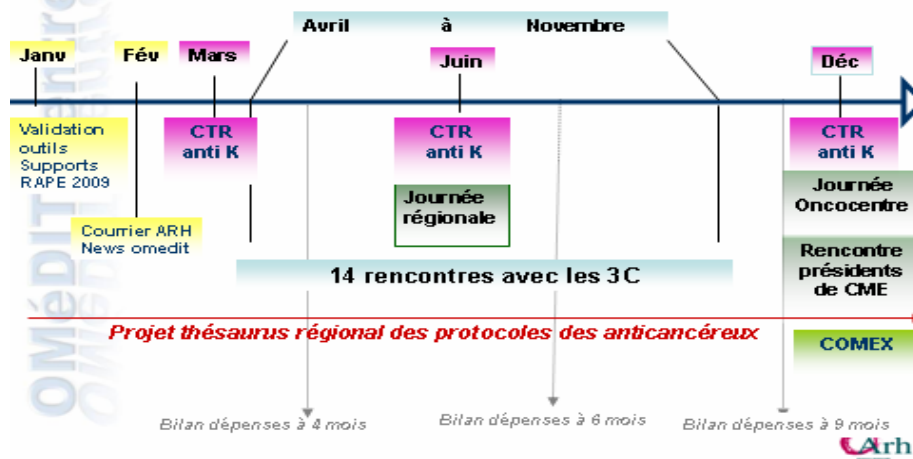 Avril à Novembre
Janv Fév Mars Juin Déc
Validation
outils
Supports
RAPE 2009
CTR
anti K
CTR
anti K
CTR
anti K
Journée
régionale
Journée
Oncocentre
Courrier ARH
News omedit
Rencontre
présidents
de CME
14 rencontres avec les 3C
Projet thésaurus régional des protocoles des anticancéreux
COMEX
Bilan dépenses à 4 mois
Bilan dépenses à 6 mois
Bilan dépenses à 9 mois
Arh
OMéDIT